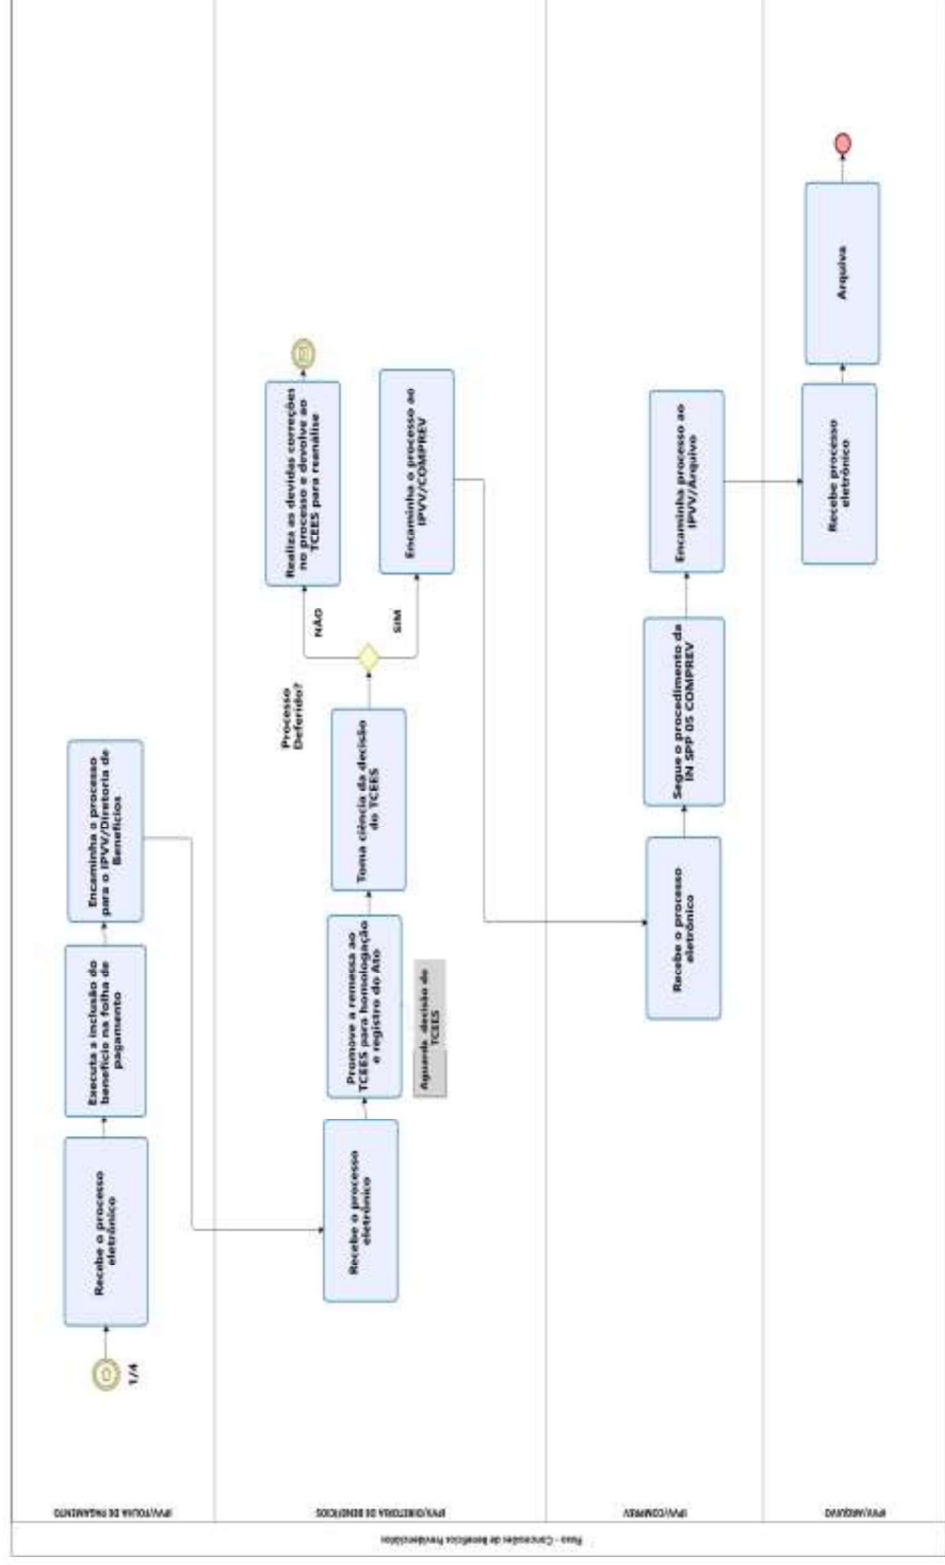 Fluxo - Concessões de Benefícios Previdenciários
IPVV/FOLHA DE PAGAMENTO
1/4
Recebe o processo
eletrônico
Executa a inclusão do
benefício na folha de
pagamento
Encaminha o processo
para o IPVV/Diretoria de
Benefícios
IPVV/DIRETORIA DE BENEFÍCIOS
Recebe o processo
eletrônico
Promove a remessa ao
TCEES para homologação
e registro do Ato
Aguarda decisão do
TCEES
Toma ciência da decisão
do TCEES
Processo
Deferido?
NÃO
Realiza as devidas correções
no processo e devolve ao
TCEES para reanálise
SIM
Encaminha o processo ao
IPVV/COMPREV
IPVV/COMPREV
Recebe o processo
eletrônico
Segue o procedimento da
IN SPP 05 COMPREV
Encaminha processo ao
IPVV/Arquivo
IPVV/ARQUIVO
Recebe processo
eletrônico
Arquiva